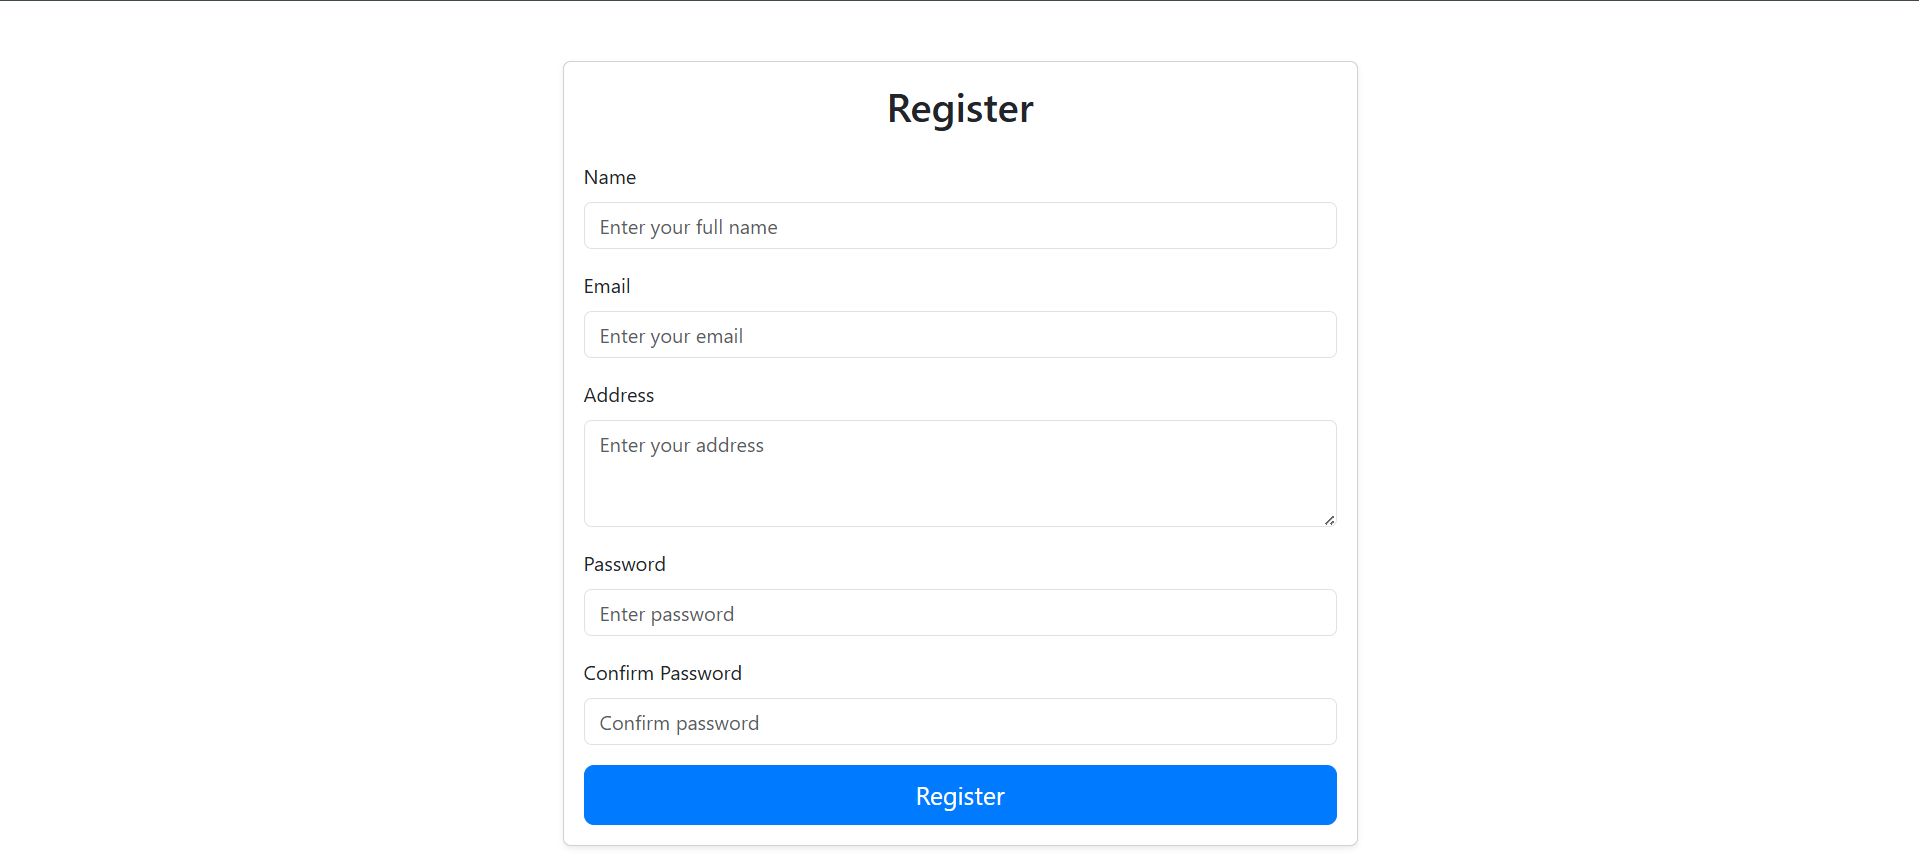 Register
Name
Enter your full name
Email
Enter your email
Address
Enter your address
Password
Enter password
Confirm Password
Confirm password
Register